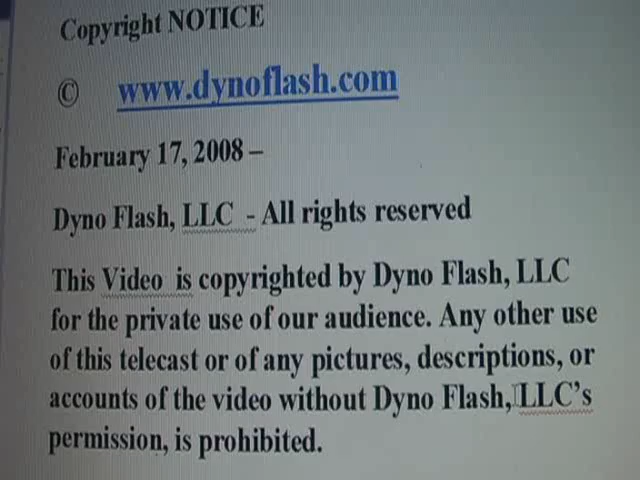 Copyright NOTICE
© www.dynoflash.com
February 17, 2008 –
Dyno Flash, LLC - All rights reserved
This Video is copyrighted by Dyno Flash, LLC
for the private use of our audience. Any other use
of this telecast or of any pictures, descriptions, or
accounts of the video without Dyno Flash, LLC’s
permission, is prohibited.